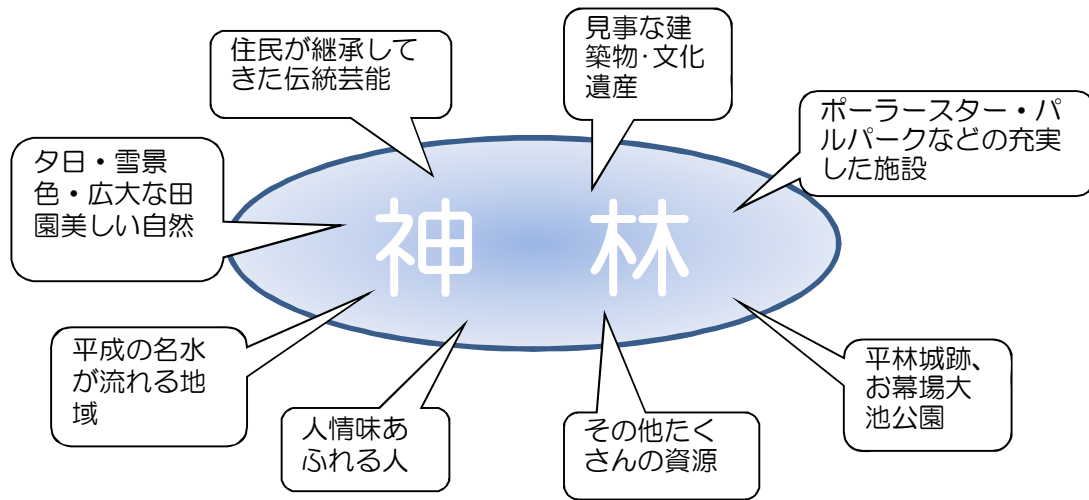 住民が継承して
きた伝統芸能
見事な建
築物・文化
遺産
ポーラースター・パ
ルパークなどの充実
した施設
夕日・雪景
色・広大な田
園美しい自然
神 林
平成の名水
が流れる地
域
人情味あ
ふれる人
その他たく
さんの資源
平林城跡、
お幕場大
池公園